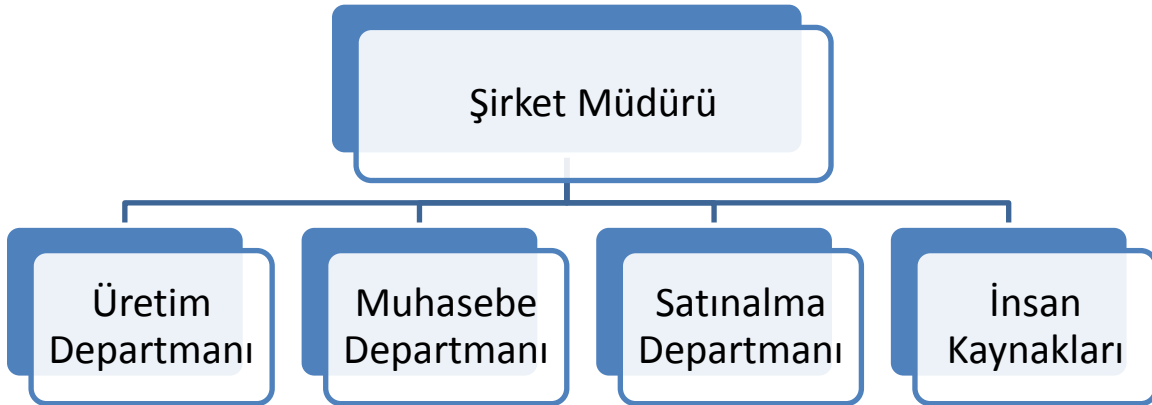 Şirket Müdürü
Üretim
Departmanı
Muhasebe
Departmanı
Satınalma
Departmanı
İnsan
Kaynakları